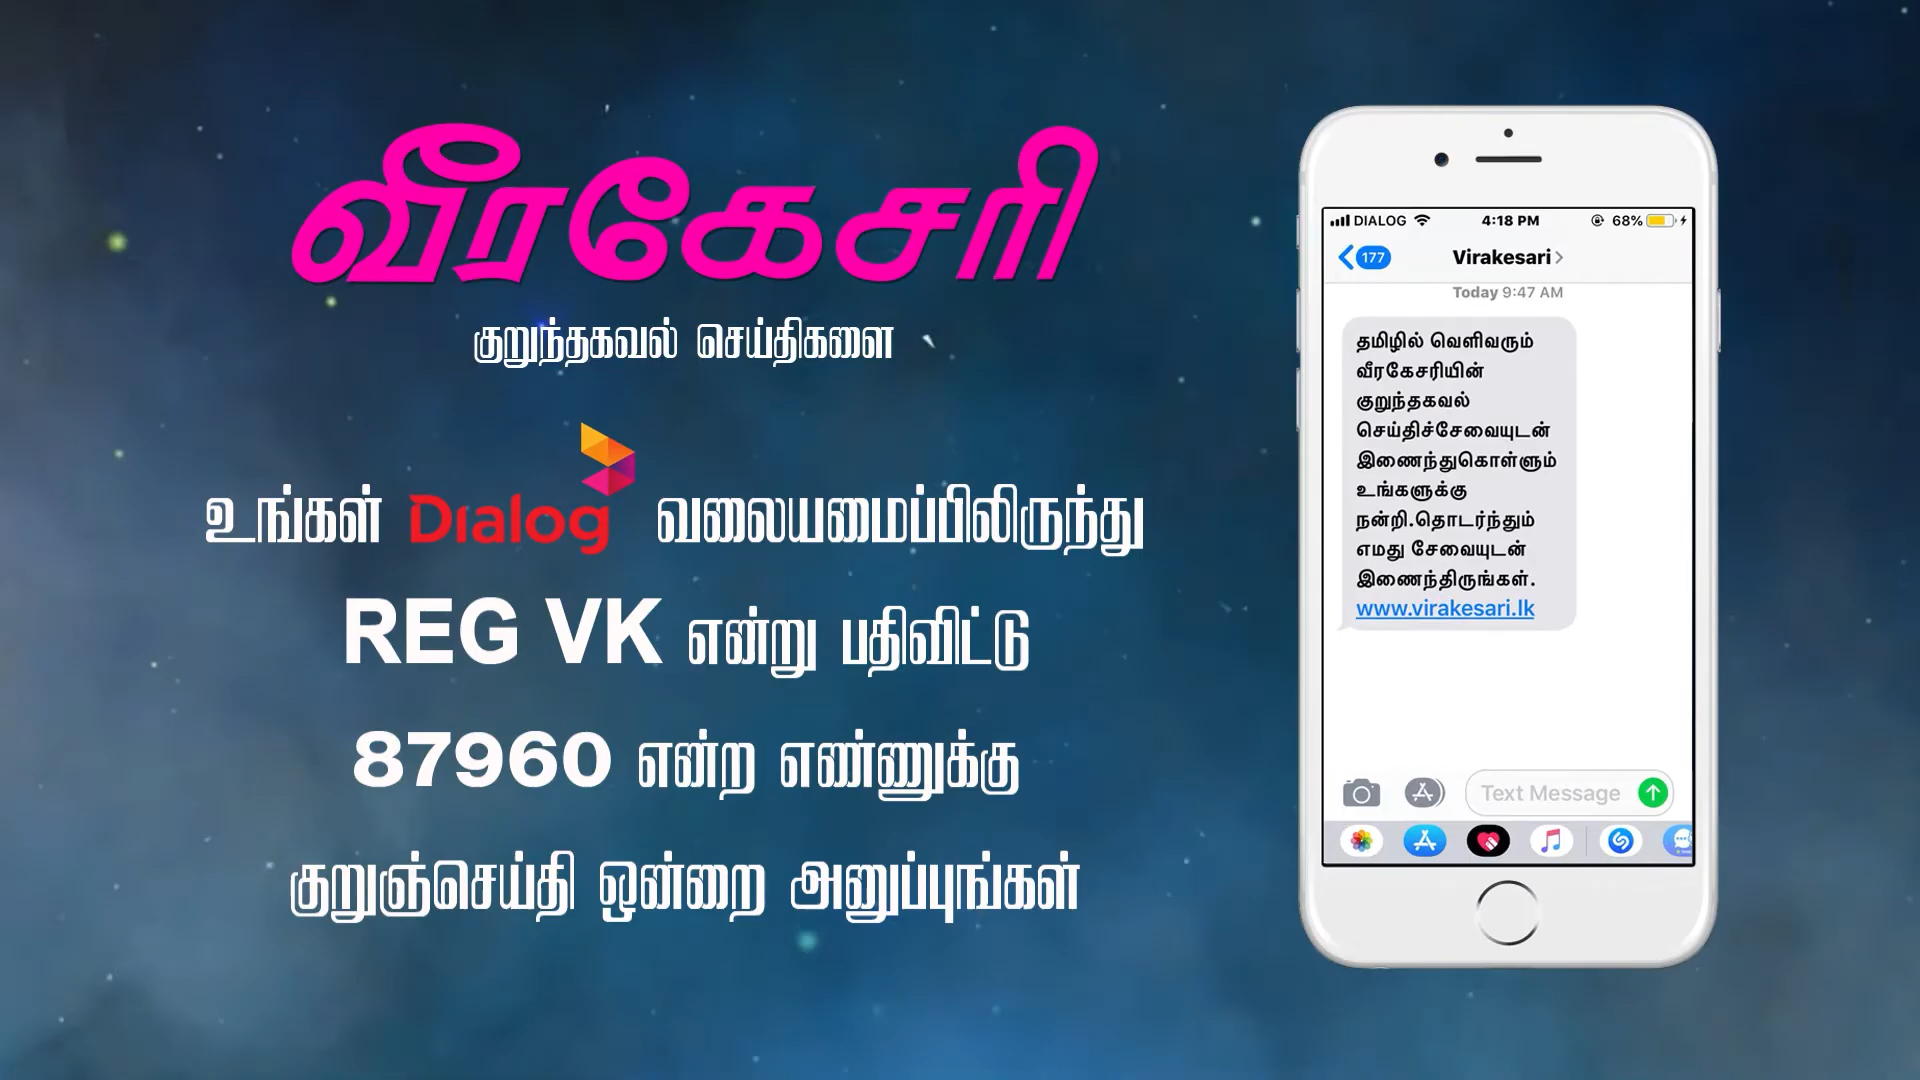 வீரகேசரி
குறுந்தகவல் செய்திகளை
உங்கள் Dialog வலையமைப்பிலிருந்து
REG VK என்று பதிவிட்டு
87960 என்ற எண்ணுக்கு
குறுஞ்செய்தி ஒன்றை அனுப்புங்கள்
DIALOG 4:18 PM 68%
177 Virakesari
Today 9:47 AM
தமிழில் வெளிவரும்
வீரகேசரியின்
குறுந்தகவல்
செய்திச்சேவையுடன்
இணைந்துகொள்ளும்
உங்களுக்கு
நன்றி.தொடர்ந்தும்
எமது சேவையுடன்
இணைந்திருங்கள்.
www.virakesari.lk
Text Message